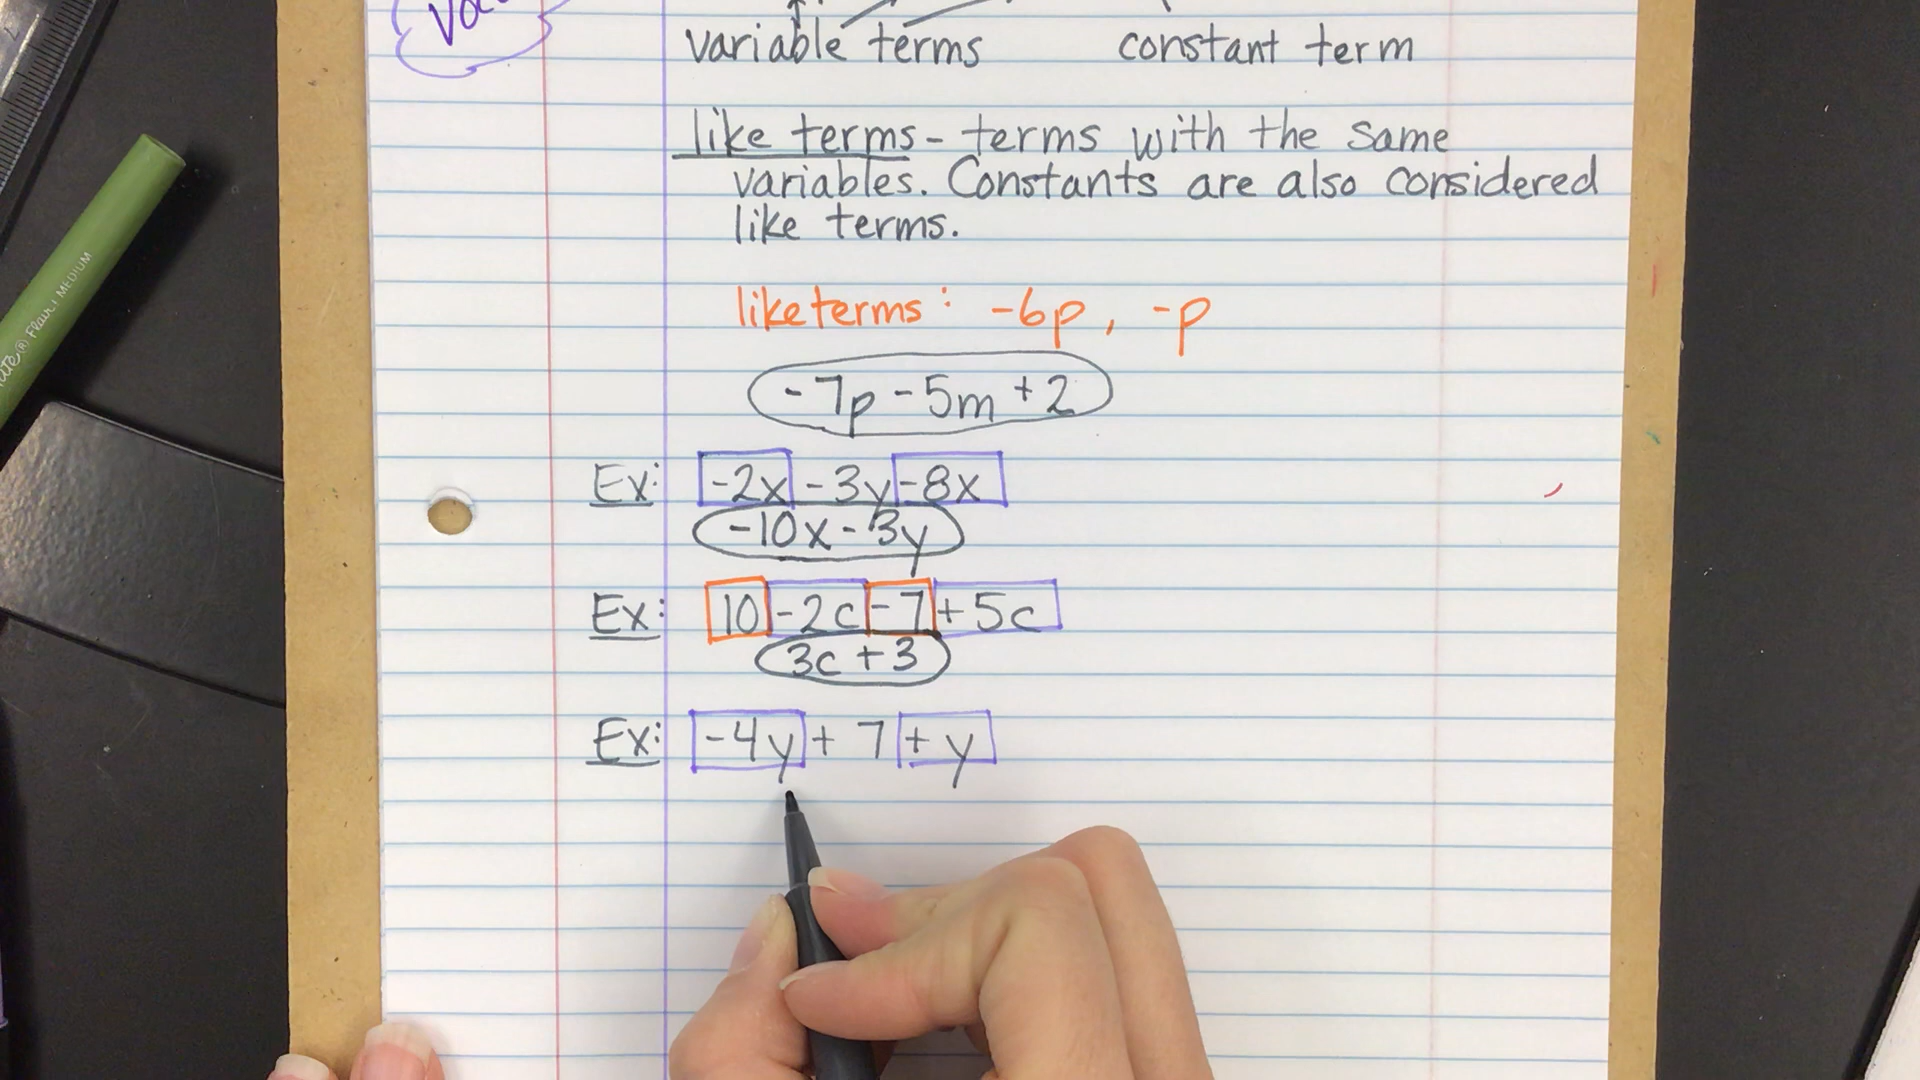 variable terms constant term
like terms - terms with the same
variables. Constants are also considered
like terms.
like terms: -6p, -p
-7p - 5m + 2
Ex: -2x - 3y - 8x
-10x - 3y
Ex: 10 - 2c - 7 + 5c
3c + 3
Ex: -4y + 7 + y
Flair! MEDIUM